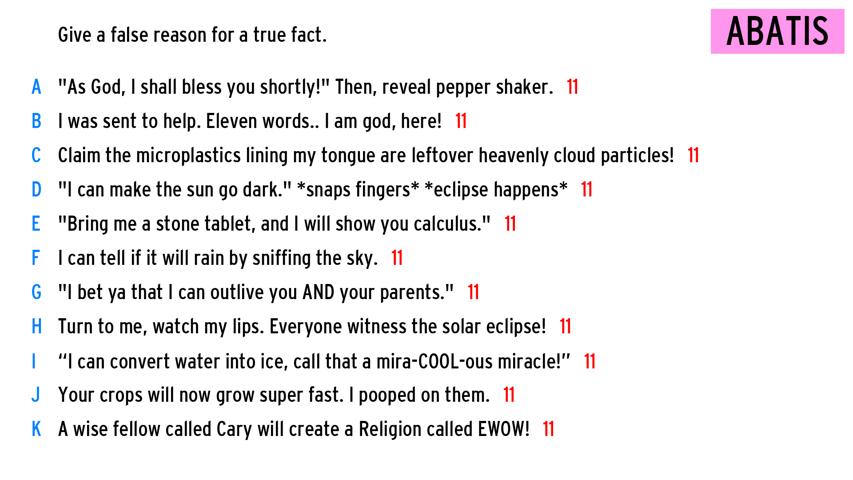 Give a false reason for a true fact.
ABATIS
A "As God, I shall bless you shortly!" Then, reveal pepper shaker. 11
B I was sent to help. Eleven words.. I am god, here! 11
C Claim the microplastics lining my tongue are leftover heavenly cloud particles! 11
D "I can make the sun go dark." *snaps fingers* *eclipse happens* 11
E "Bring me a stone tablet, and I will show you calculus." 11
F I can tell if it will rain by sniffing the sky. 11
G "I bet ya that I can outlive you AND your parents." 11
H Turn to me, watch my lips. Everyone witness the solar eclipse! 11
I “I can convert water into ice, call that a mira-COOL-ous miracle!” 11
J Your crops will now grow super fast. I pooped on them. 11
K A wise fellow called Cary will create a Religion called EWOW! 11